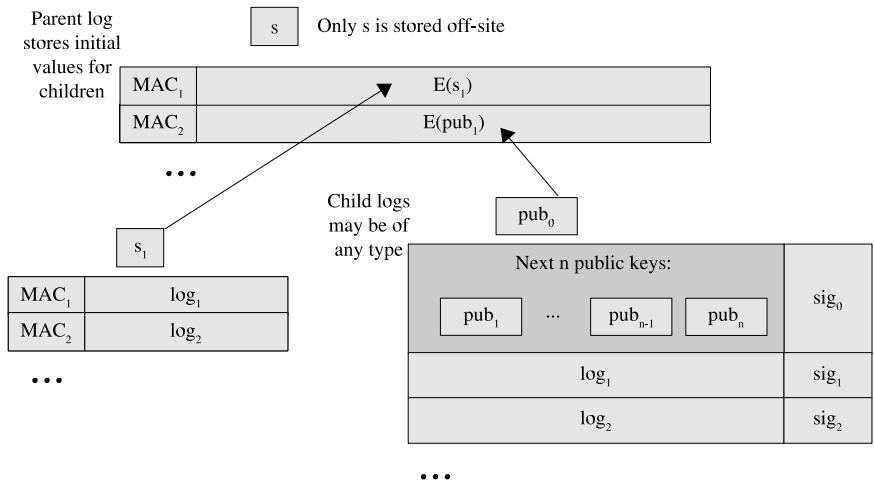 Parent log
stores initial
values for
children
s
Only s is stored off-site
MAC₁ E(s₁)
MAC₂ E(pub₁)
...
Child logs
may be of
any type
pub₀
s₁
MAC₁ log₁
MAC₂ log₂
...
Next n public keys:
pub₁ ... pubₙ₋₁ pubₙ
sig₀
log₁ sig₁
log₂ sig₂
...